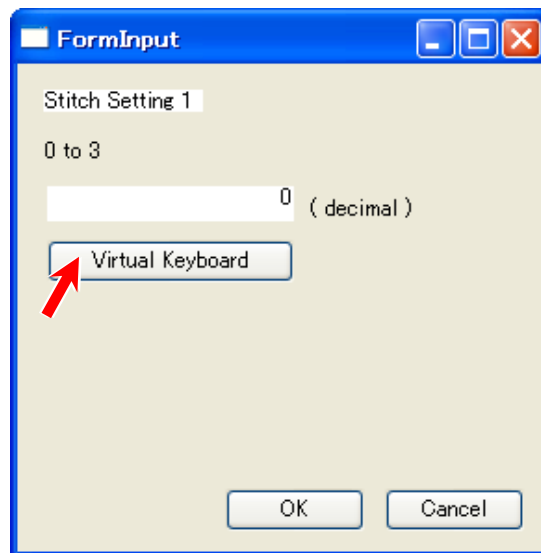 FormInput
Stitch Setting 1
0 to 3
0 ( decimal )
Virtual Keyboard
OK Cancel